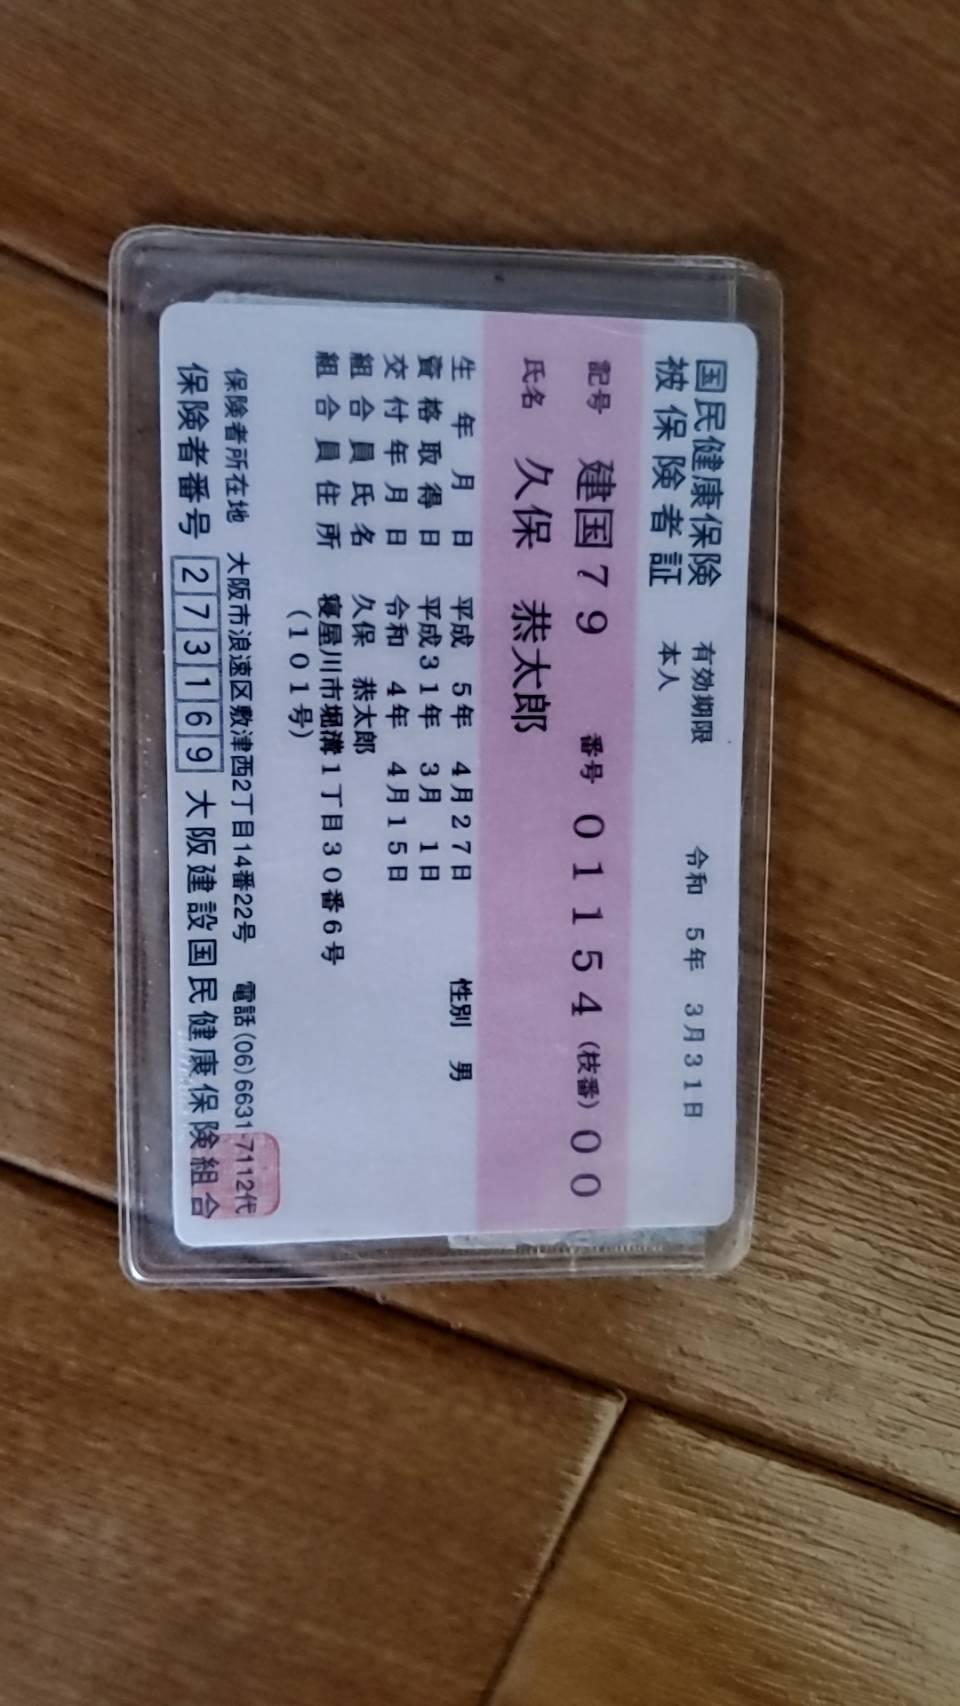 国民健康保険
被保険者証
有効期限 令和 5年 3月31日
本人
記号 建国79 番号 01154 (枝番) 00
氏名 久保 恭太郎
生年月日 平成 5年 4月27日 性別 男
資格取得日 平成31年 3月 1日
交付年月日 令和 4年 4月15日
組合員氏名 久保 恭太郎
組合員住所 寝屋川市堀溝1丁目30番6号
(101号)
保険者所在地 大阪市浪速区敷津西2丁目14番22号 電話(06)6631-7112代
保険者番号 273169 大阪建設国民健康保険組合